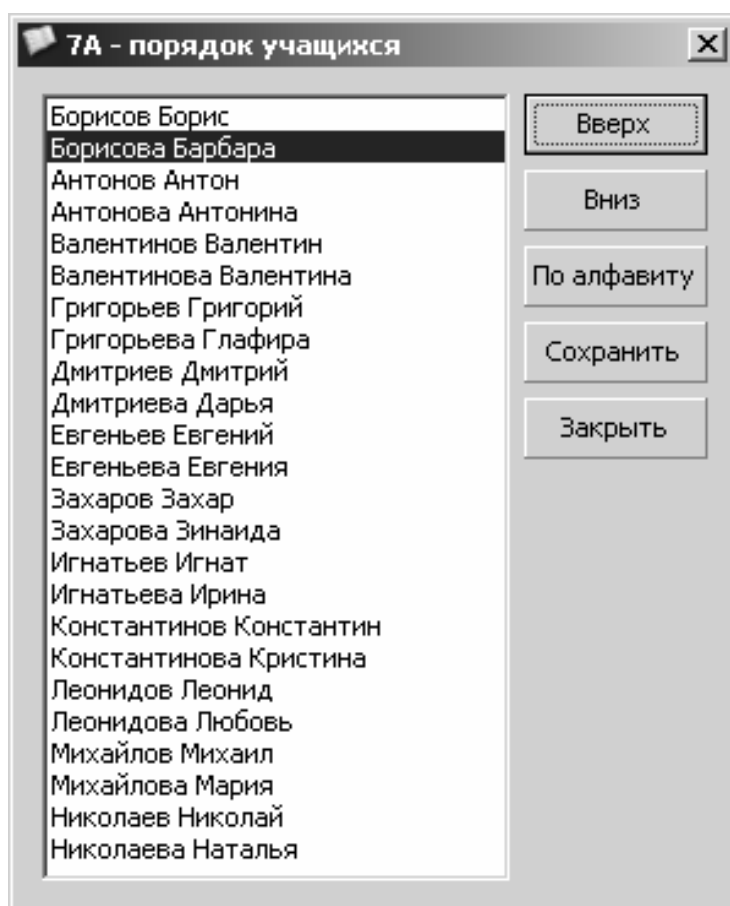 7А - порядок учащихся
Борисов Борис
Борисова Барбара
Антонов Антон
Антонова Антонина
Валентинов Валентин
Валентинова Валентина
Григорьев Григорий
Григорьева Глафира
Дмитриев Дмитрий
Дмитриева Дарья
Евгеньев Евгений
Евгеньева Евгения
Захаров Захар
Захарова Зинаида
Игнатьев Игнат
Игнатьева Ирина
Константинов Константин
Константинова Кристина
Леонидов Леонид
Леонидова Любовь
Михайлов Михаил
Михайлова Мария
Николаев Николай
Николаева Наталья
Вверх
Вниз
По алфавиту
Сохранить
Закрыть